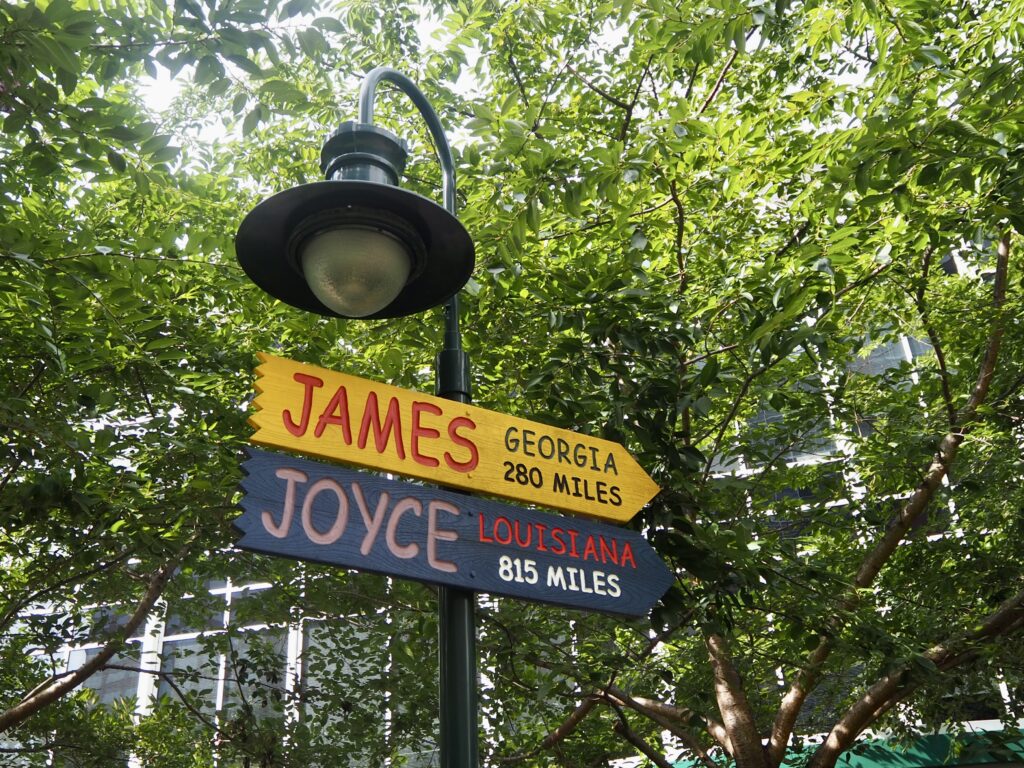 JAMES GEORGIA
280 MILES
JOYCE LOUISIANA
815 MILES